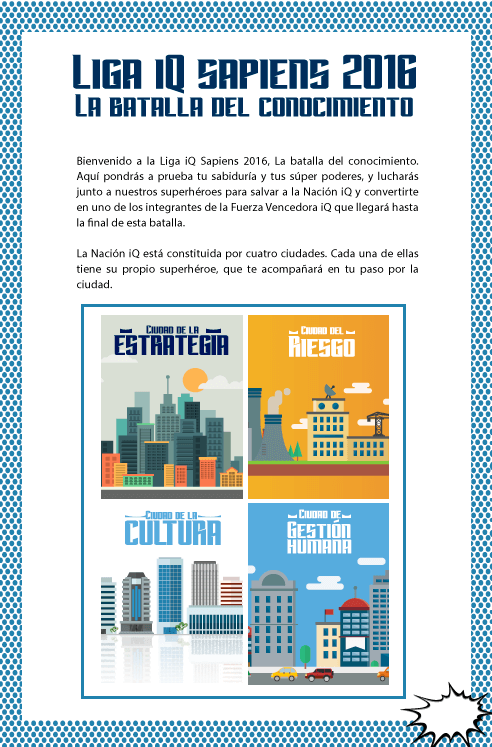 LIGA iQ SAPIENS 2016
LA BATALLA DEL CONOCIMIENTO
Bienvenido a la Liga iQ Sapiens 2016, La batalla del conocimiento.
Aquí pondrás a prueba tu sabiduría y tus súper poderes, y lucharás
junto a nuestros superhéroes para salvar a la Nación iQ y convertirte
en uno de los integrantes de la Fuerza Vencedora iQ que llegará hasta
la final de esta batalla.
La Nación iQ está constituida por cuatro ciudades. Cada una de ellas
tiene su propio superhéroe, que te acompañará en tu paso por la
ciudad.
CIUDAD DE LA
ESTRATEGIA
CIUDAD DEL
RIESGO
CIUDAD DE LA
CULTURA
CIUDAD DE
GESTIÓN
HUMANA